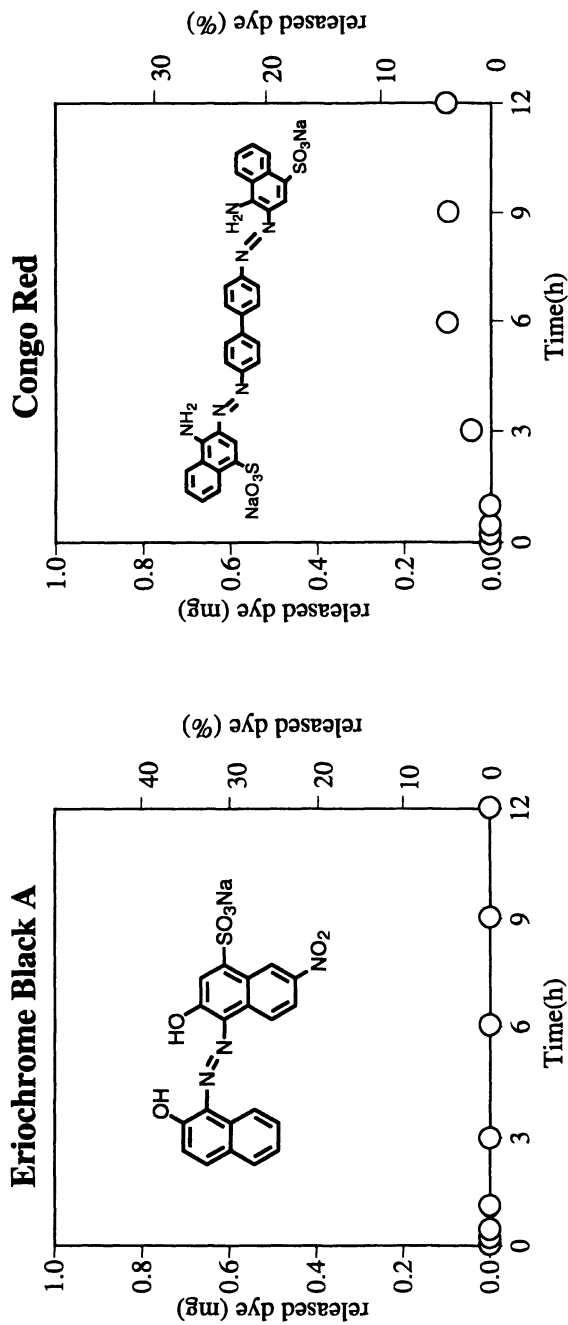 Eriochrome Black A
released dye (mg)
1.0
0.8
0.6
0.4
0.2
0.0
0
3
6
9
12
Time(h)
released dye (%)
40
30
20
10
0
OH
N
N
HO
SO3Na
NO2
Congo Red
released dye (mg)
1.0
0.8
0.6
0.4
0.2
0.0
0
3
6
9
12
Time(h)
released dye (%)
30
20
10
0
NH2
N
N
NaO3S
N
N
H2N
SO3Na